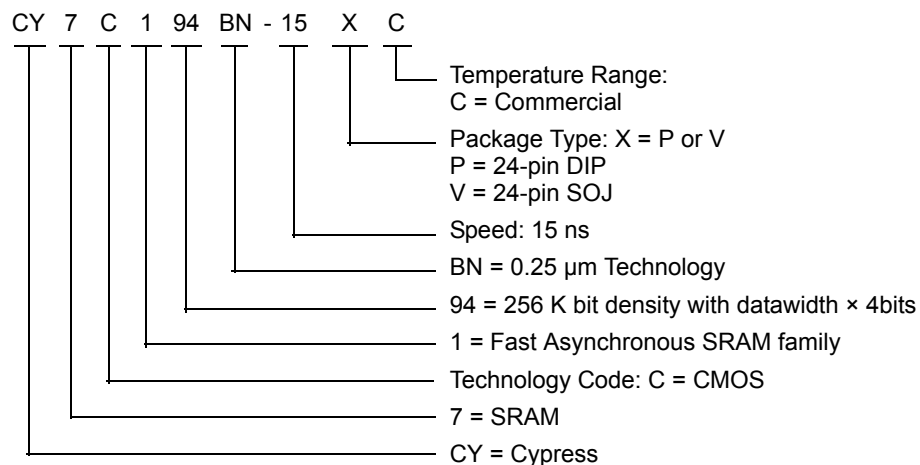 CY 7 C 1 94 BN - 15 X C
Temperature Range:
C = Commercial
Package Type: X = P or V
P = 24-pin DIP
V = 24-pin SOJ
Speed: 15 ns
BN = 0.25 µm Technology
94 = 256 K bit density with datawidth × 4bits
1 = Fast Asynchronous SRAM family
Technology Code: C = CMOS
7 = SRAM
CY = Cypress